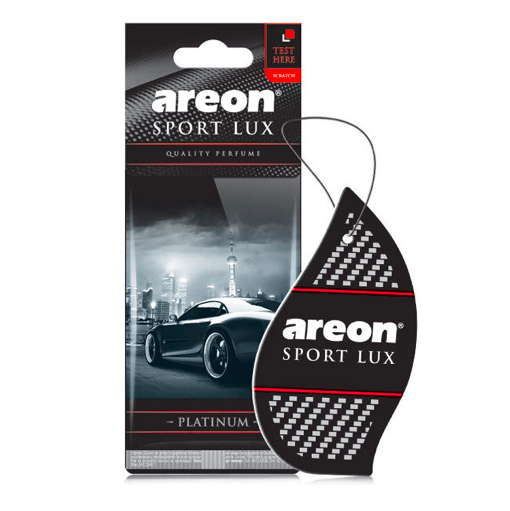 TEST
HERE
SCRATCH
areon®
SPORT LUX
QUALITY PERFUME
PLATINUM
areon®
SPORT LUX